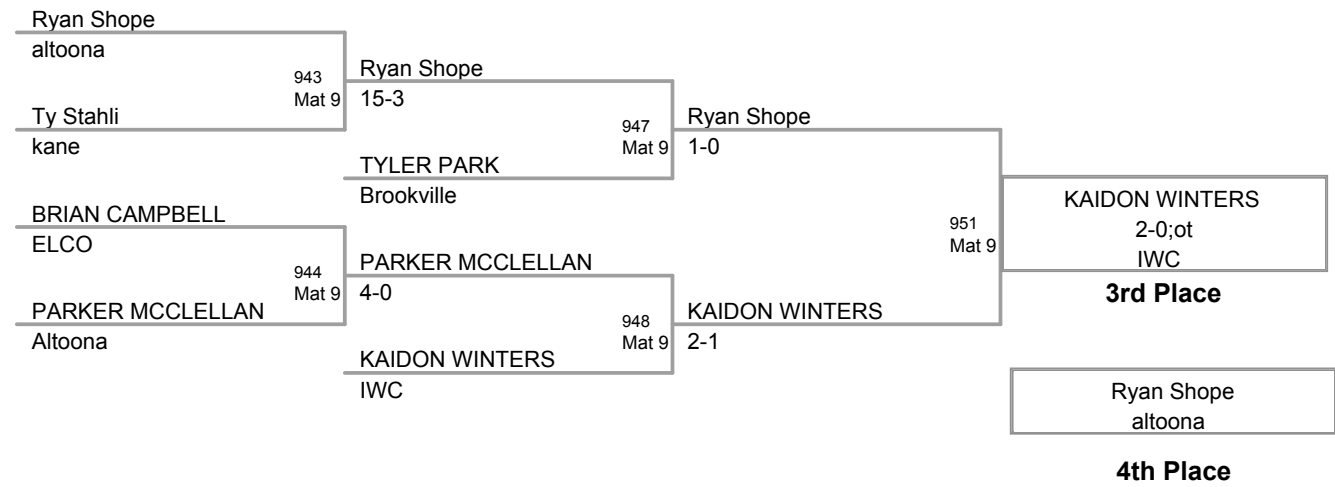 Ryan Shope
altoona
943
Mat 9
Ryan Shope
15-3
Ty Stahli
kane
947
Mat 9
Ryan Shope
1-0
TYLER PARK
Brookville
BRIAN CAMPBELL
ELCO
944
Mat 9
PARKER MCCLELLAN
4-0
PARKER MCCLELLAN
Altoona
948
Mat 9
KAIDON WINTERS
2-1
KAIDON WINTERS
IWC
951
Mat 9
KAIDON WINTERS
2-0;ot
IWC
3rd Place
Ryan Shope
altoona
4th Place